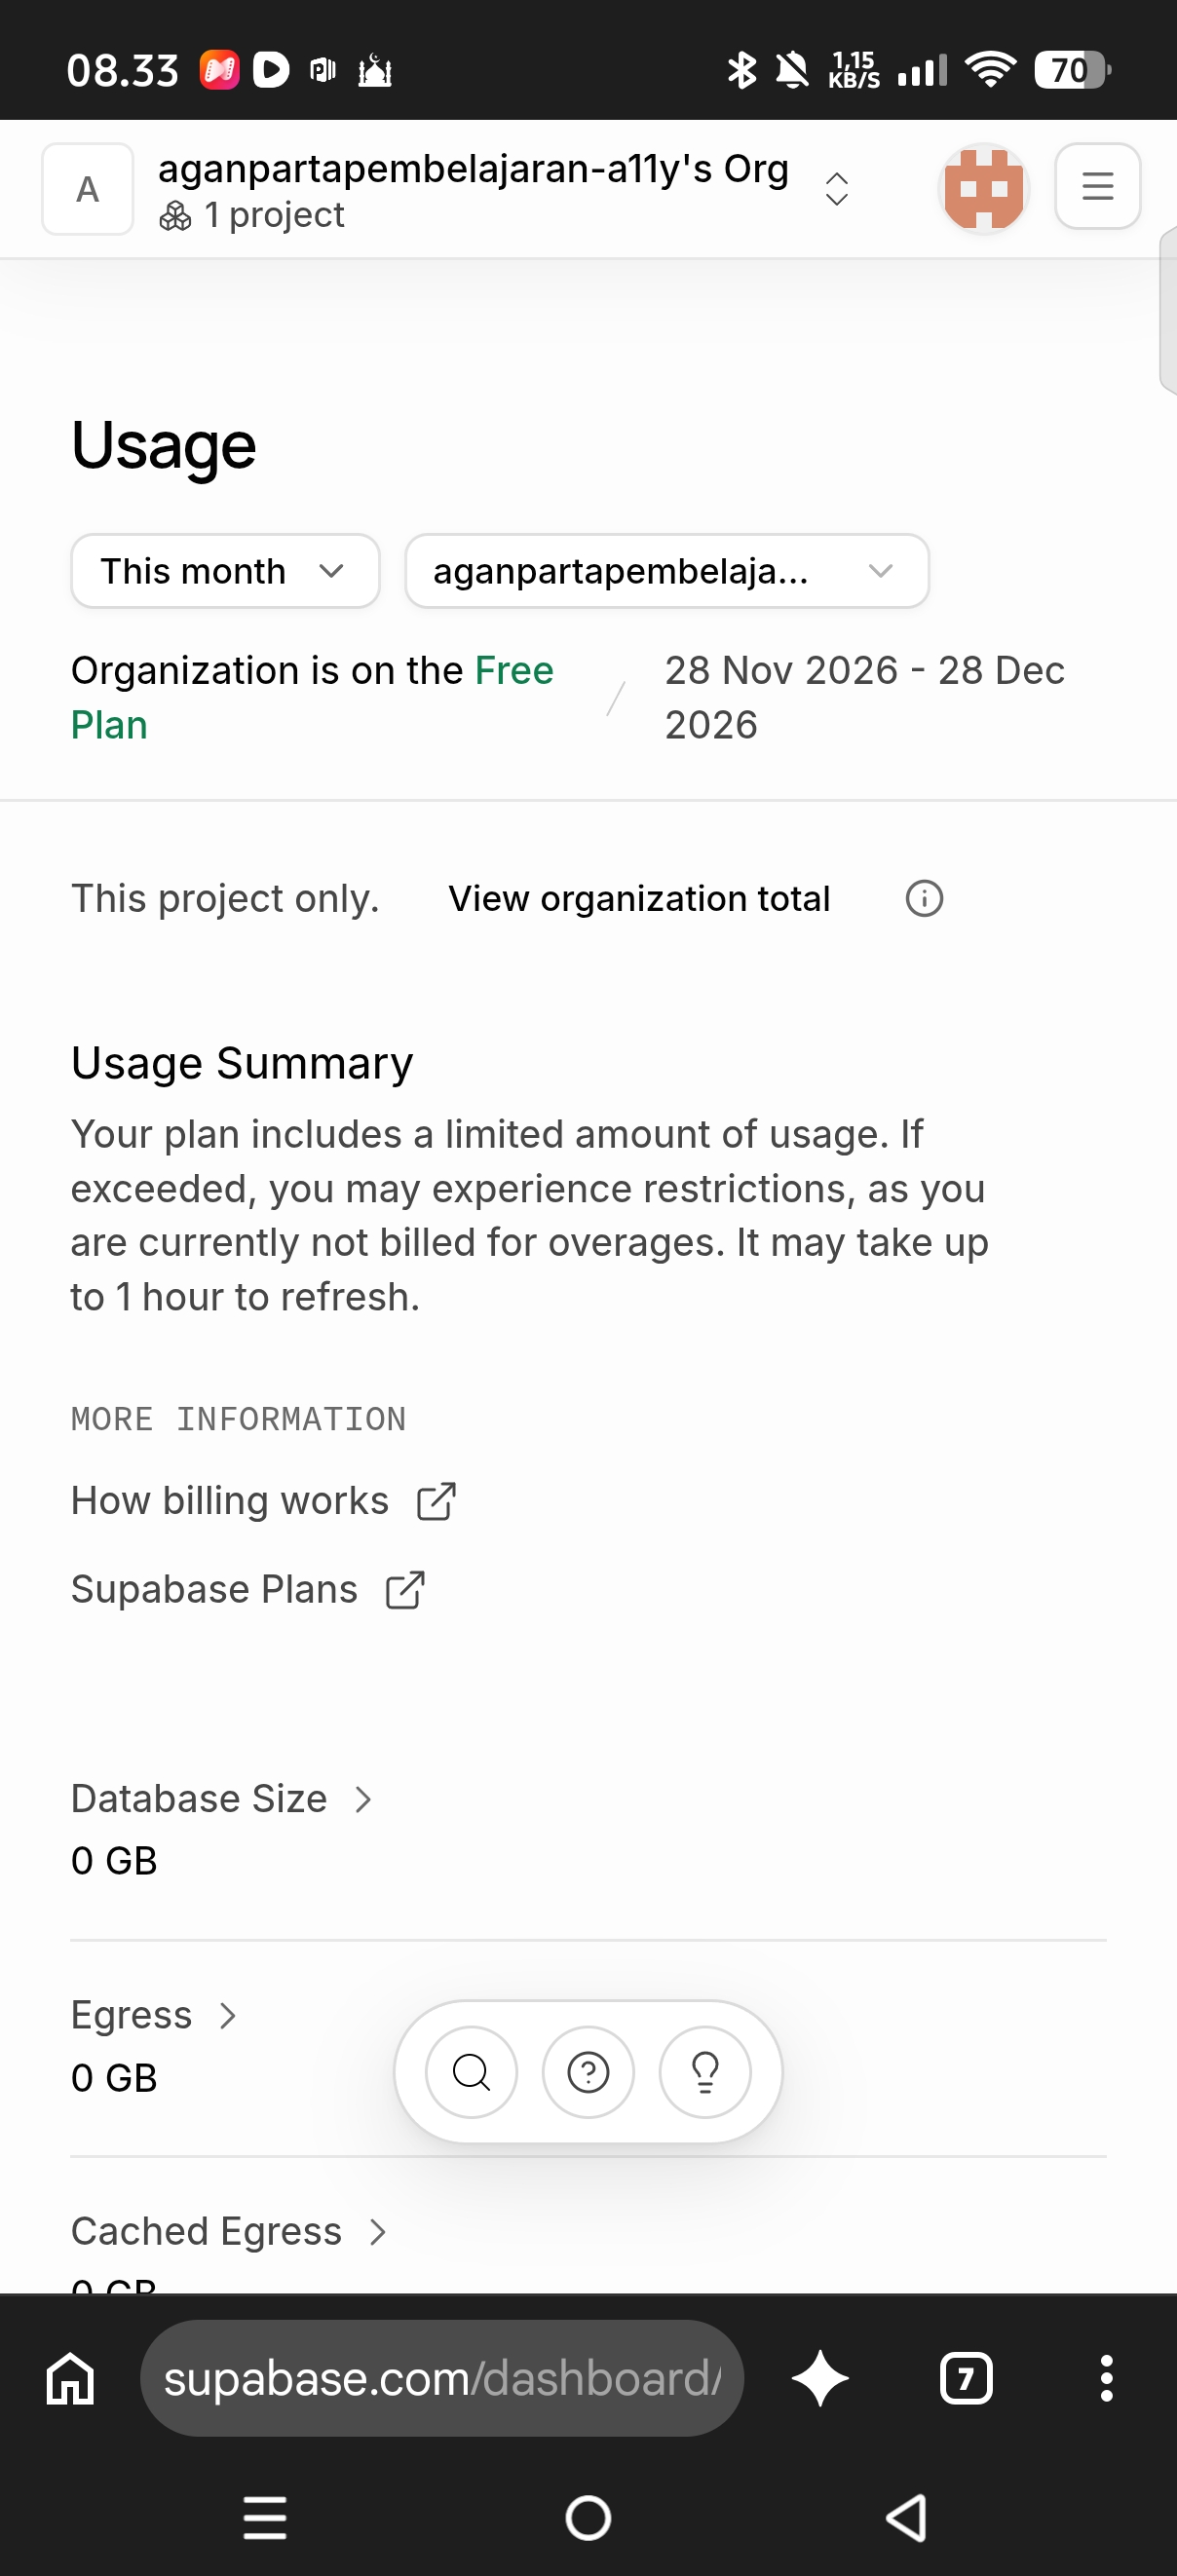 08.33
1,15
KB/S
70
A
aganpartapembelajaran-a11y's Org
1 project
Usage
This month
aganpartapembelaja...
Organization is on the Free
Plan
28 Nov 2026 - 28 Dec
2026
This project only.
View organization total
Usage Summary
Your plan includes a limited amount of usage. If
exceeded, you may experience restrictions, as you
are currently not billed for overages. It may take up
to 1 hour to refresh.
MORE INFORMATION
How billing works
Supabase Plans
Database Size
0 GB
Egress
0 GB
Cached Egress
0 GB
supabase.com/dashboard/
7